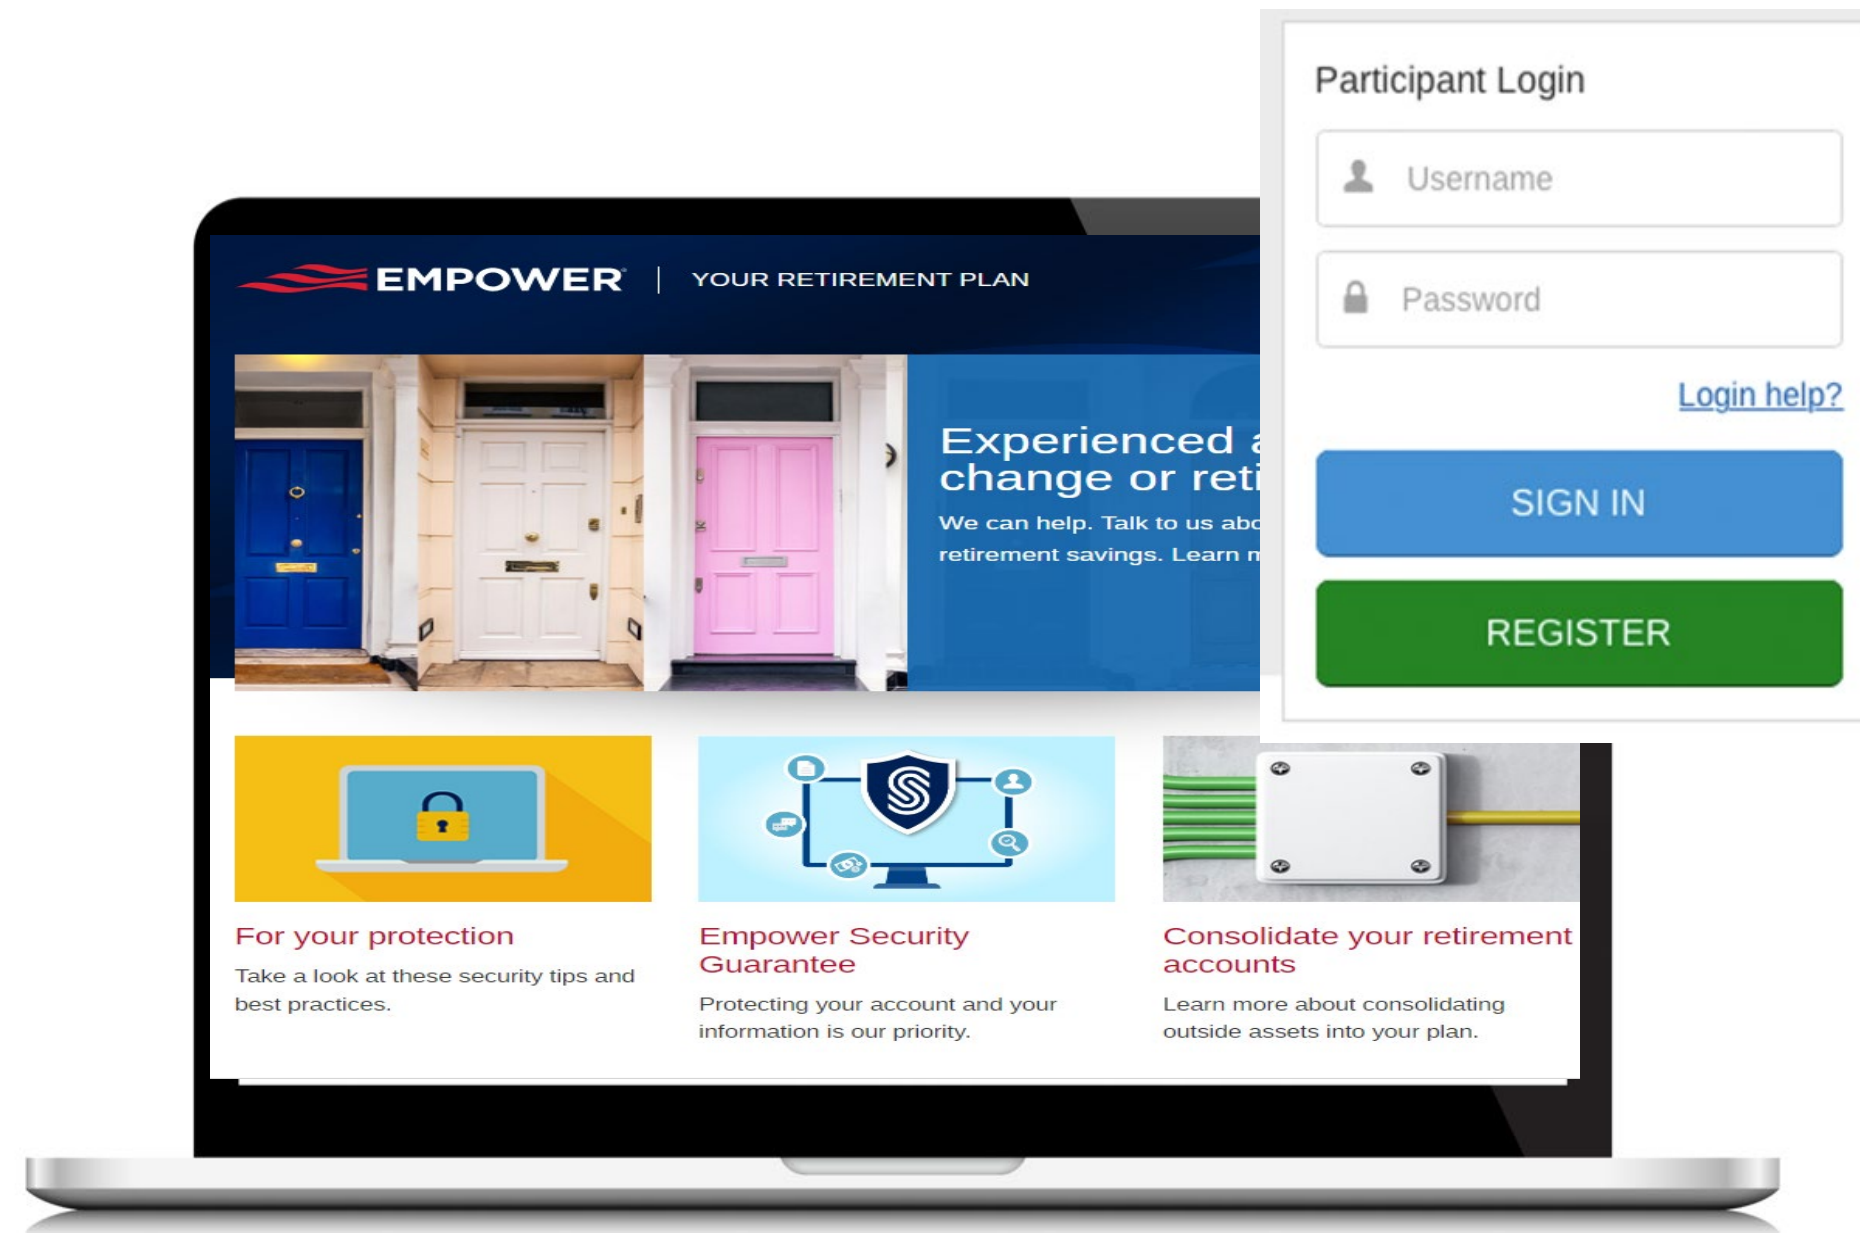 Participant Login
Username
Password
Login help?
SIGN IN
REGISTER
EMPOWER
YOUR RETIREMENT PLAN
Experienced
change or reti
We can help. Talk to us abo
retirement savings. Learn
For your protection
Take a look at these security tips and
best practices.
Empower Security
Guarantee
Protecting your account and your
information is our priority.
Consolidate your retirement
accounts
Learn more about consolidating
outside assets into your plan.